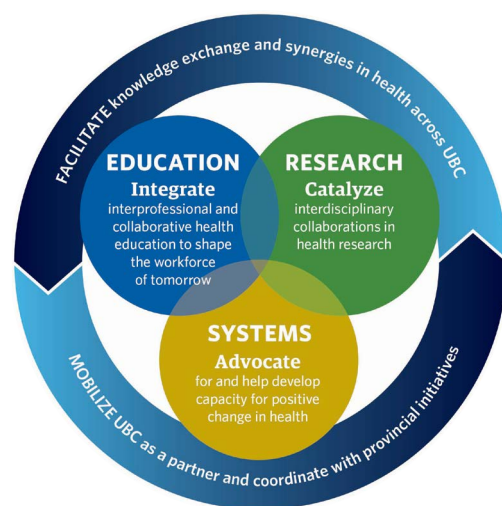 FACILITATE knowledge exchange and synergies in health across UBC
EDUCATION
Integrate
interprofessional and
collaborative health
education to shape
the workforce
of tomorrow
RESEARCH
Catalyze
interdisciplinary
collaborations in
health research
SYSTEMS
Advocate
for and help develop
capacity for positive
change in health
MOBILIZE UBC as a partner and coordinate with provincial initiatives